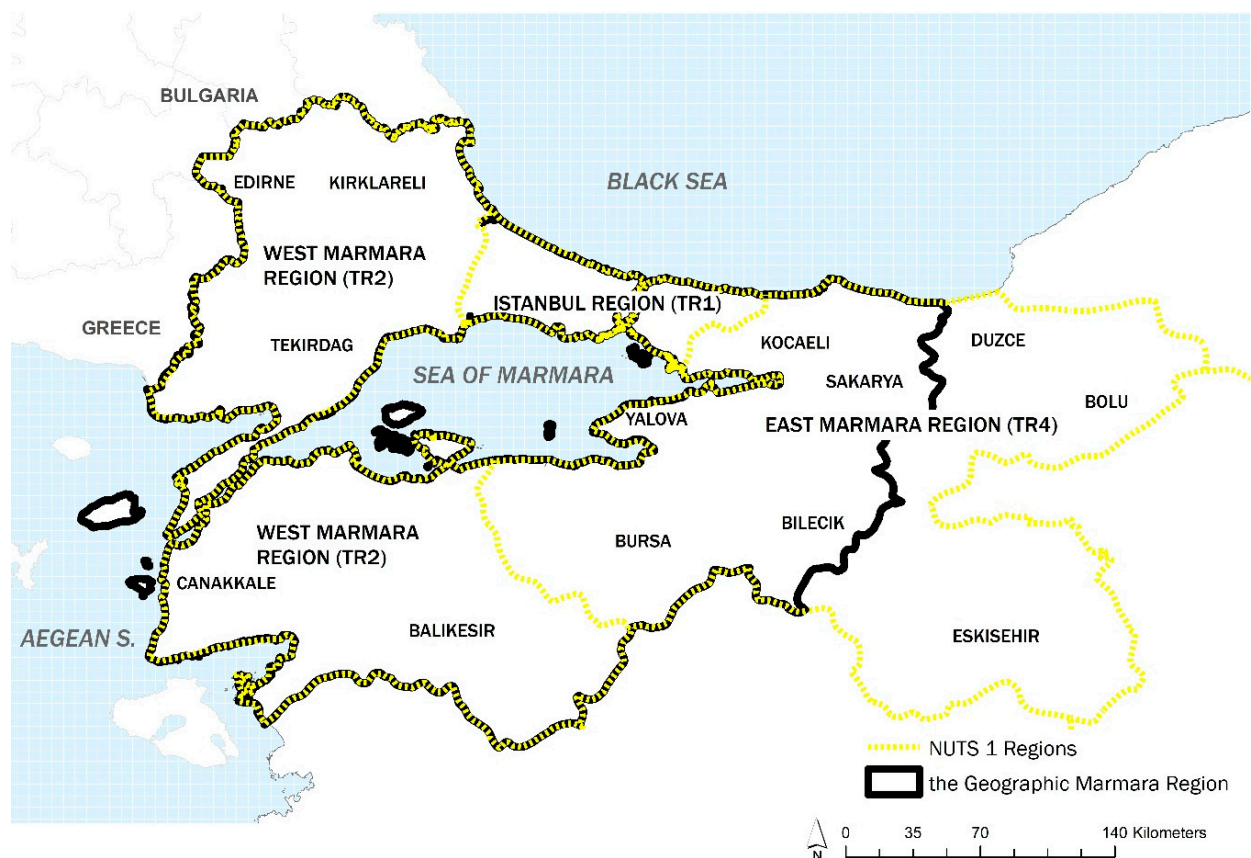 BULGARIA
BLACK SEA
EDIRNE
KIRKLARELI
WEST MARMARA
REGION (TR2)
ISTANBUL REGION (TR1)
GREECE
TEKIRDAG
KOCAELI
DUZCE
SEA OF MARMARA
SAKARYA
BOLU
YALOVA
EAST MARMARA REGION (TR4)
WEST MARMARA
REGION (TR2)
BILECIK
BURSA
CANAKKALE
BALIKESIR
AEGEAN S.
ESKISEHIR
NUTS 1 Regions
the Geographic Marmara Region
N
0 35 70 140 Kilometers